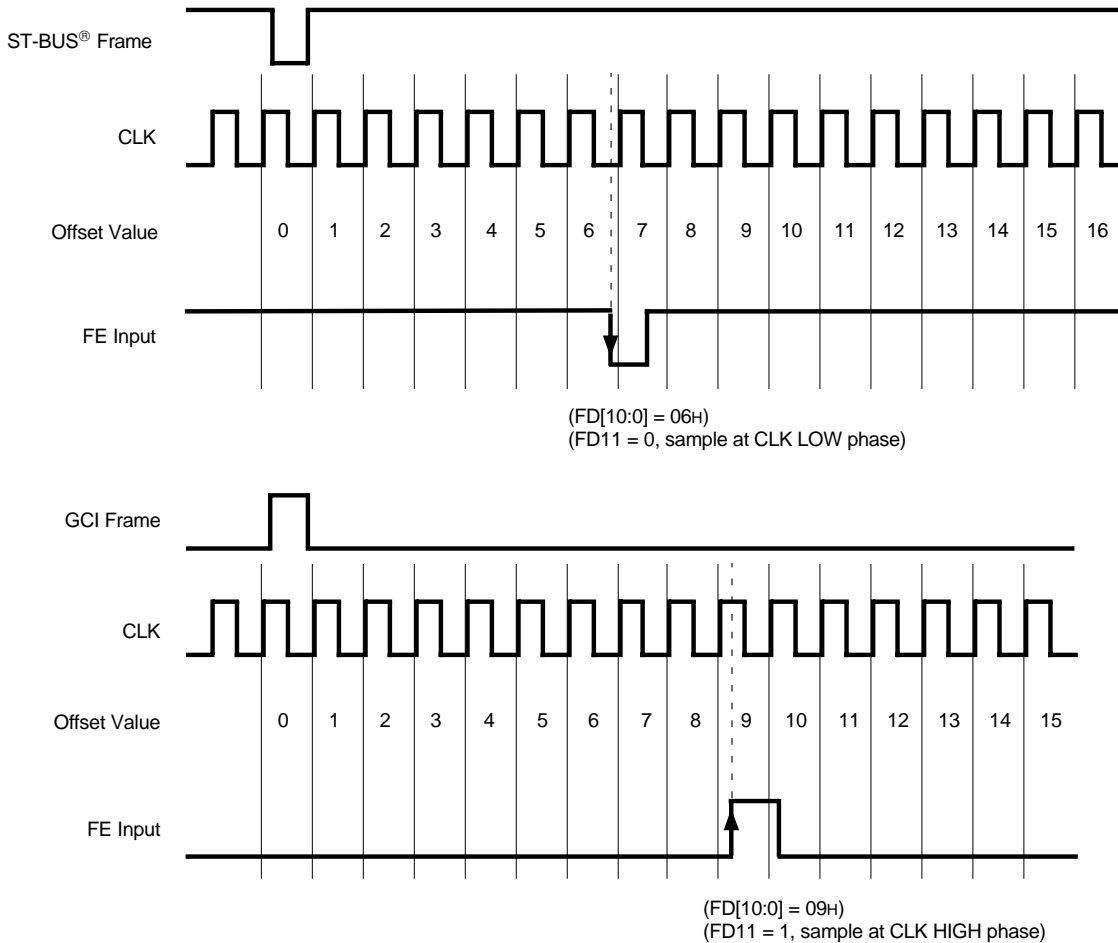 ST-BUS® Frame
CLK
Offset Value 0 1 2 3 4 5 6 7 8 9 10 11 12 13 14 15 16
FE Input
(FD[10:0] = 06H)
(FD11 = 0, sample at CLK LOW phase)
GCI Frame
CLK
Offset Value 0 1 2 3 4 5 6 7 8 9 10 11 12 13 14 15
FE Input
(FD[10:0] = 09H)
(FD11 = 1, sample at CLK HIGH phase)